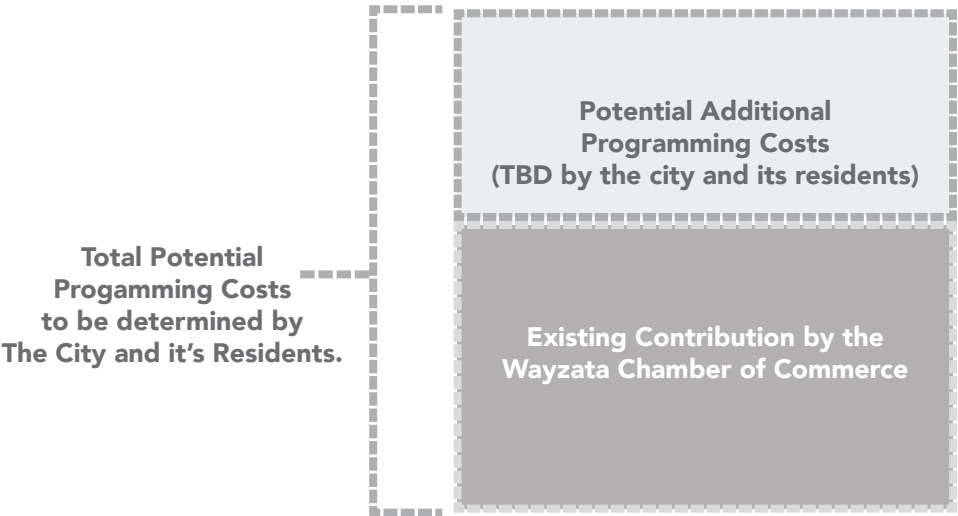 Total Potential
Progamming Costs
to be determined by
The City and it's Residents.
Potential Additional
Programming Costs
(TBD by the city and its residents)
Existing Contribution by the
Wayzata Chamber of Commerce